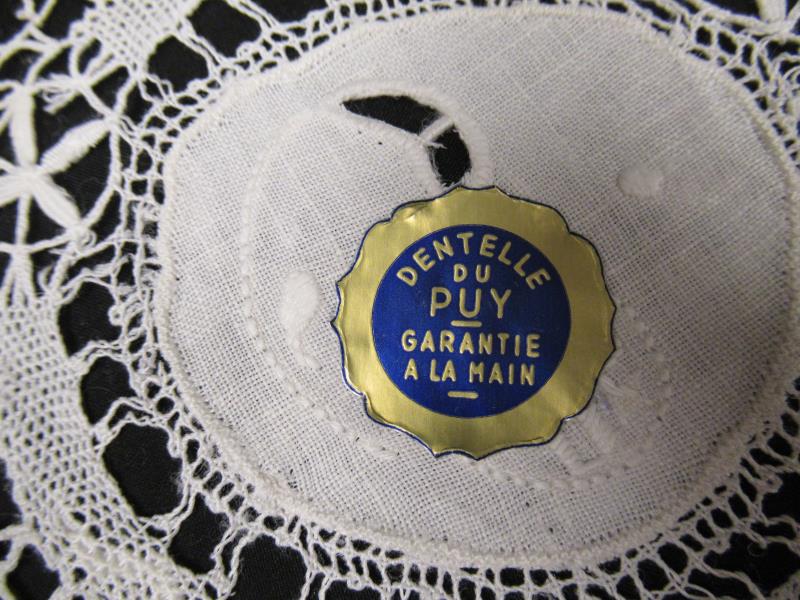 DENTELLE
DU
PUY
GARANTIE
A LA MAIN